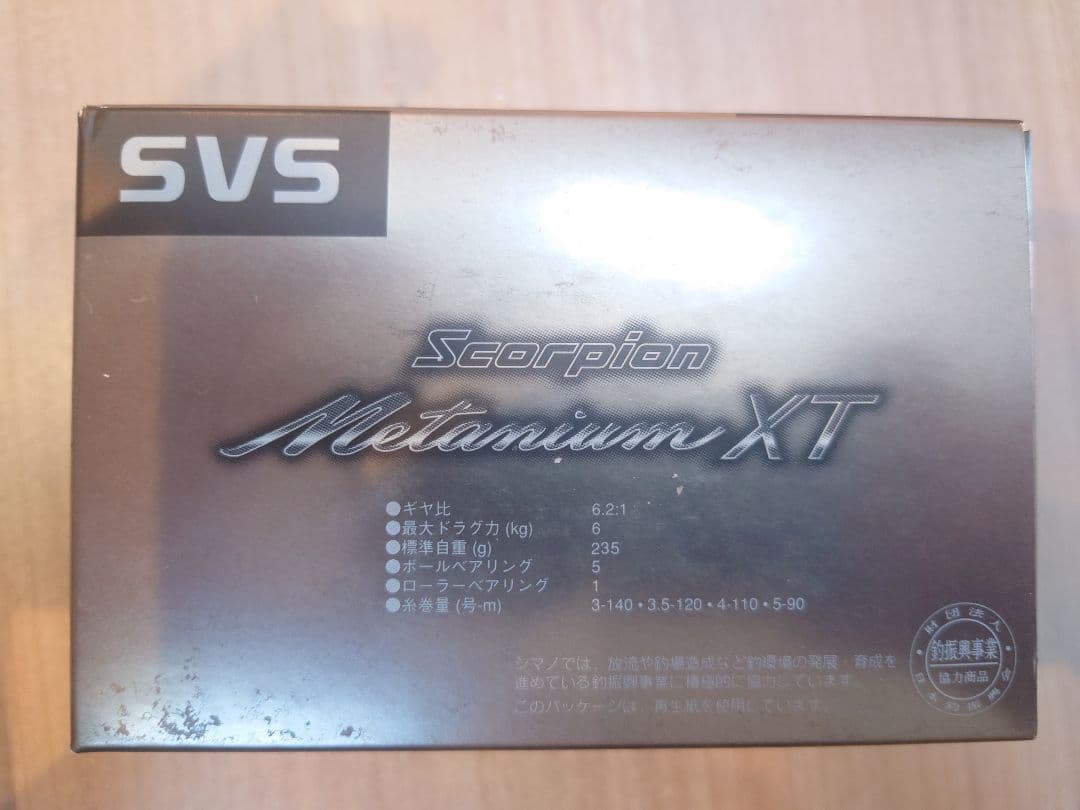 SVS
Scorpion
Metanium XT
●ギヤ比 6.2:1
●最大ドラグ力 (kg) 6
●標準自重 (g) 235
●ボールベアリング 5
●ローラーベアリング 1
●糸巻量 (号-m) 3-140・3.5-120・4-110・5-90
シマノでは、放流や釣場造成など釣環境の発展・育成を
進めている釣振興事業に積極的に協力しています。
このパッケージは、再生紙を使用しています。
財団法人
釣振興事業
協力商品
日本釣振興会